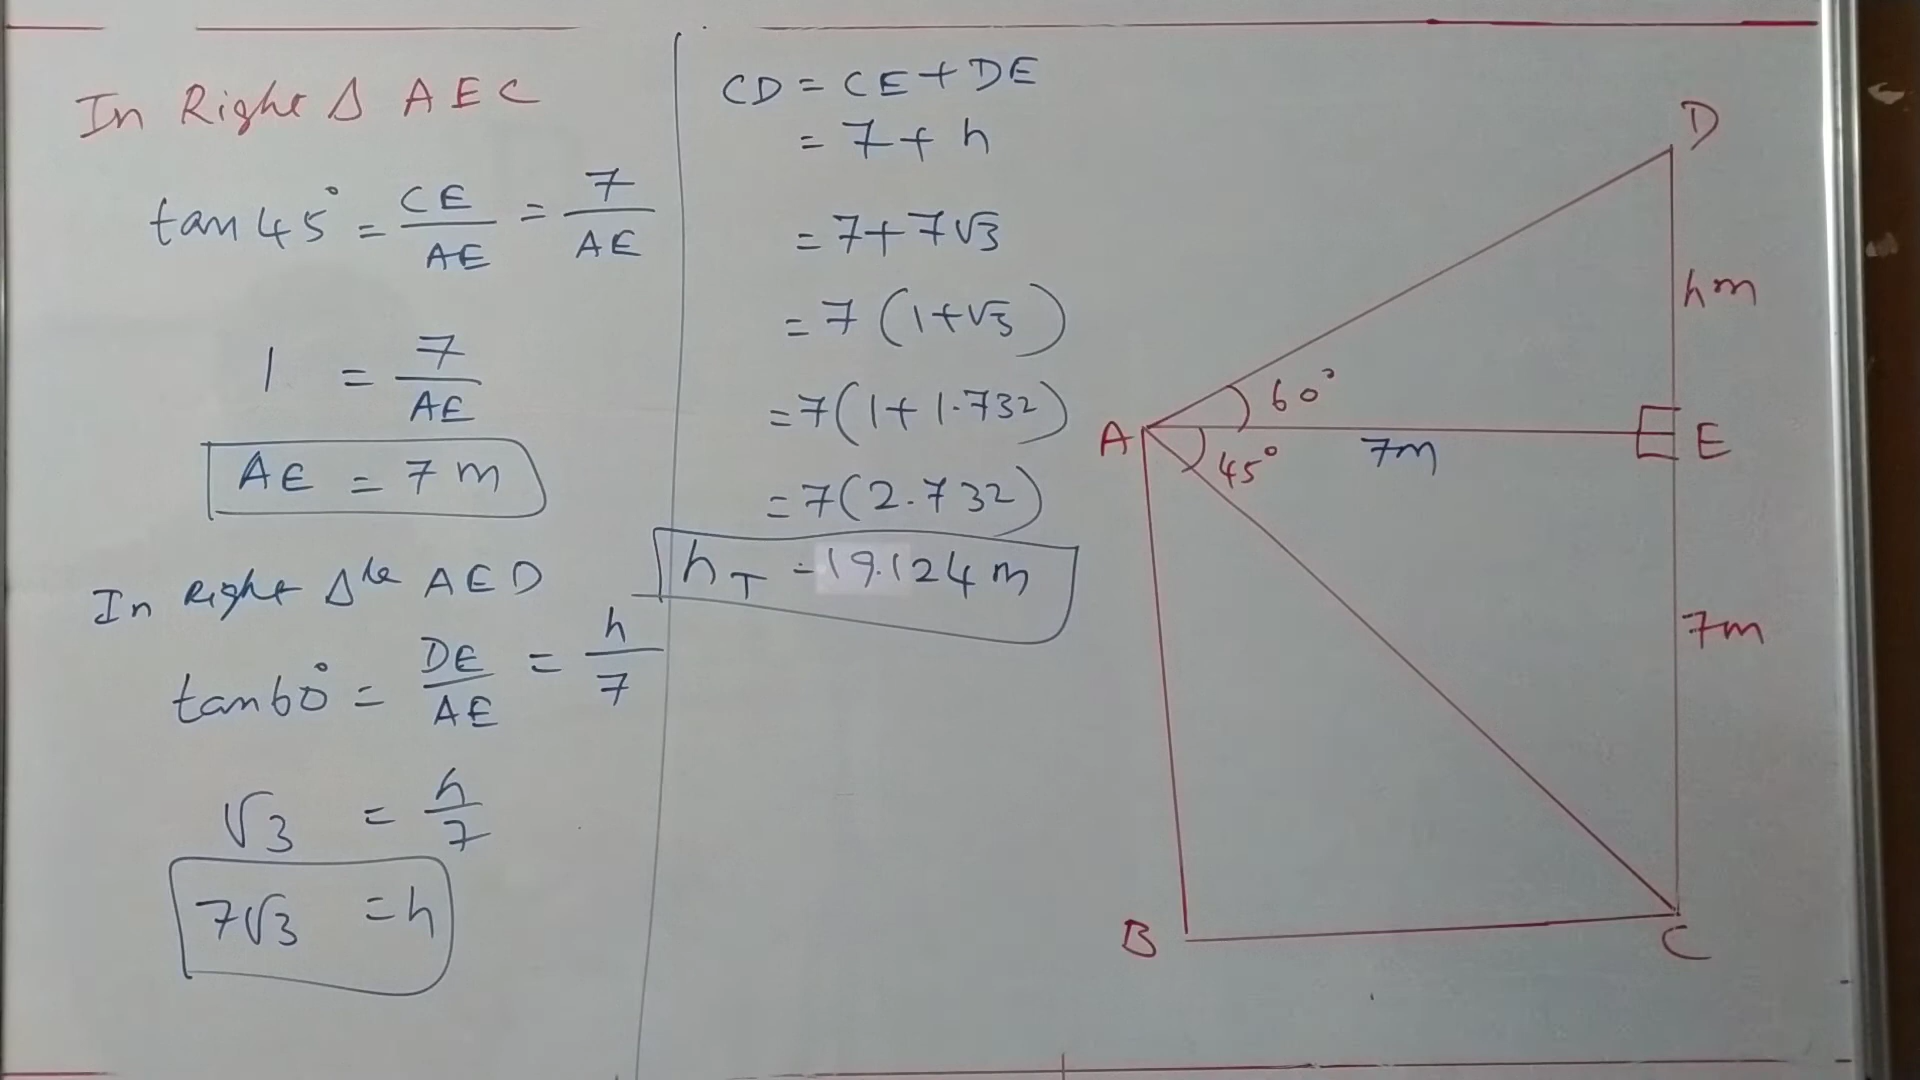 In Right Δ AEC
tan 45° = CE/AE = 7/AE
1 = 7/AE
AE = 7 m
In Right Δle AED
tan 60° = DE/AE = h/7
√3 = h/7
7√3 = h
CD = CE + DE
= 7 + h
= 7 + 7√3
= 7 (1+√3)
= 7(1+1.732)
= 7(2.732)
hT = 19.124 m
D
hm
60°
A
E
45°
7m
7m
B
C